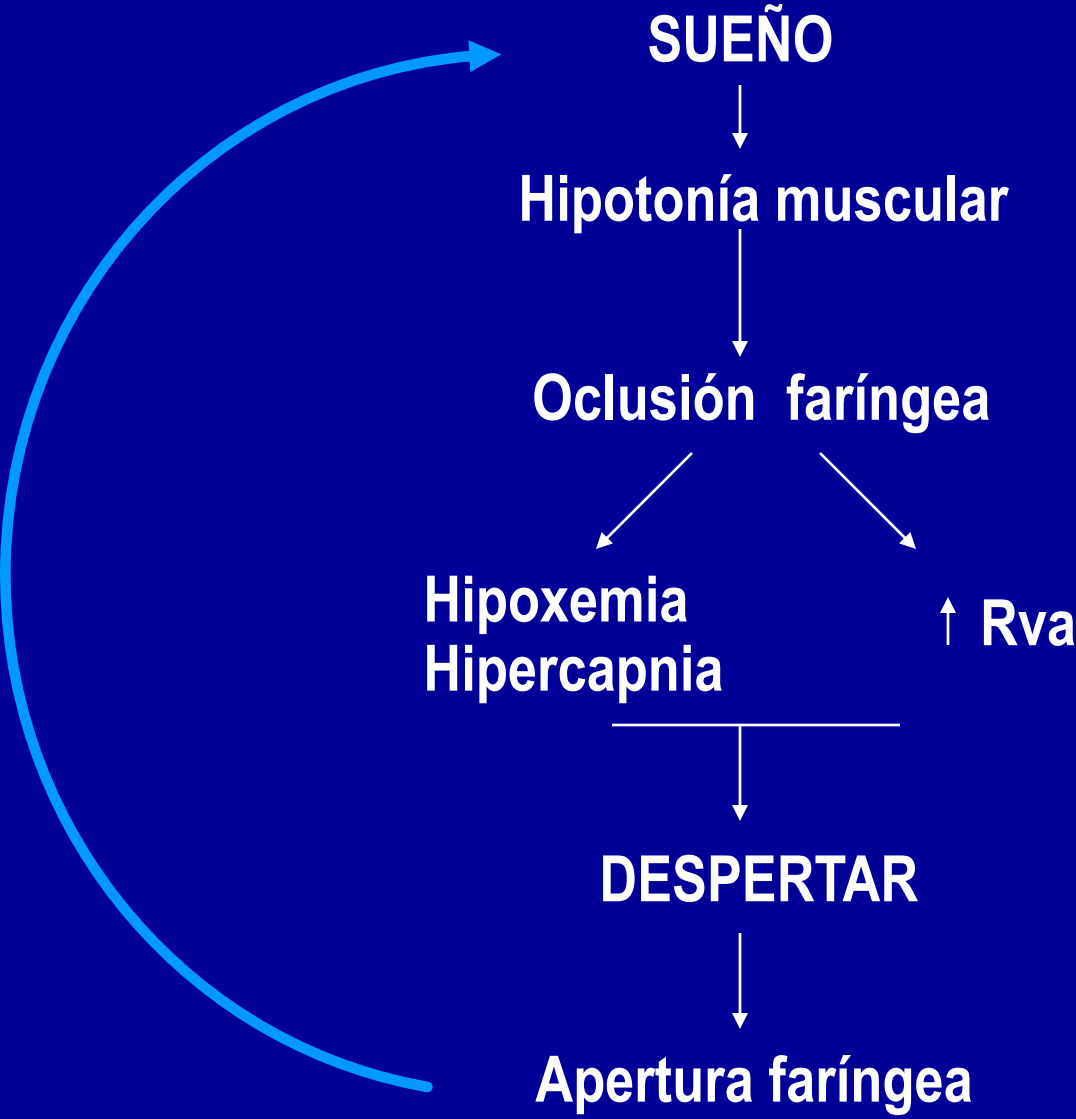 SUEÑO
Hipotonía muscular
Oclusión faríngea
Hipoxemia
Hipercapnia
↑ Rva
DESPERTAR
Apertura faríngea